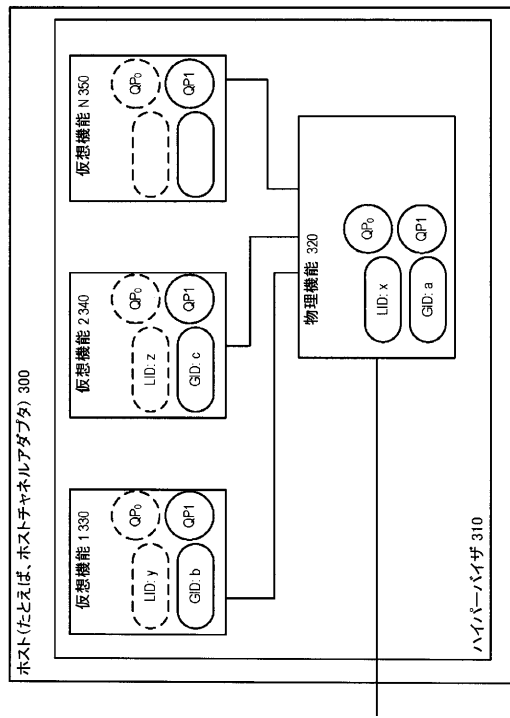 ホスト(たとえば、ホストチャネルアダプタ) 300
仮想機能 1 330
LID: y
QP₀
GID: b
QP1
仮想機能 2 340
LID: z
QP₀
GID: c
QP1
仮想機能 N 350
QP₀
QP1
物理機能 320
LID: x
QP₀
GID: a
QP1
ハイパーバイザ 310